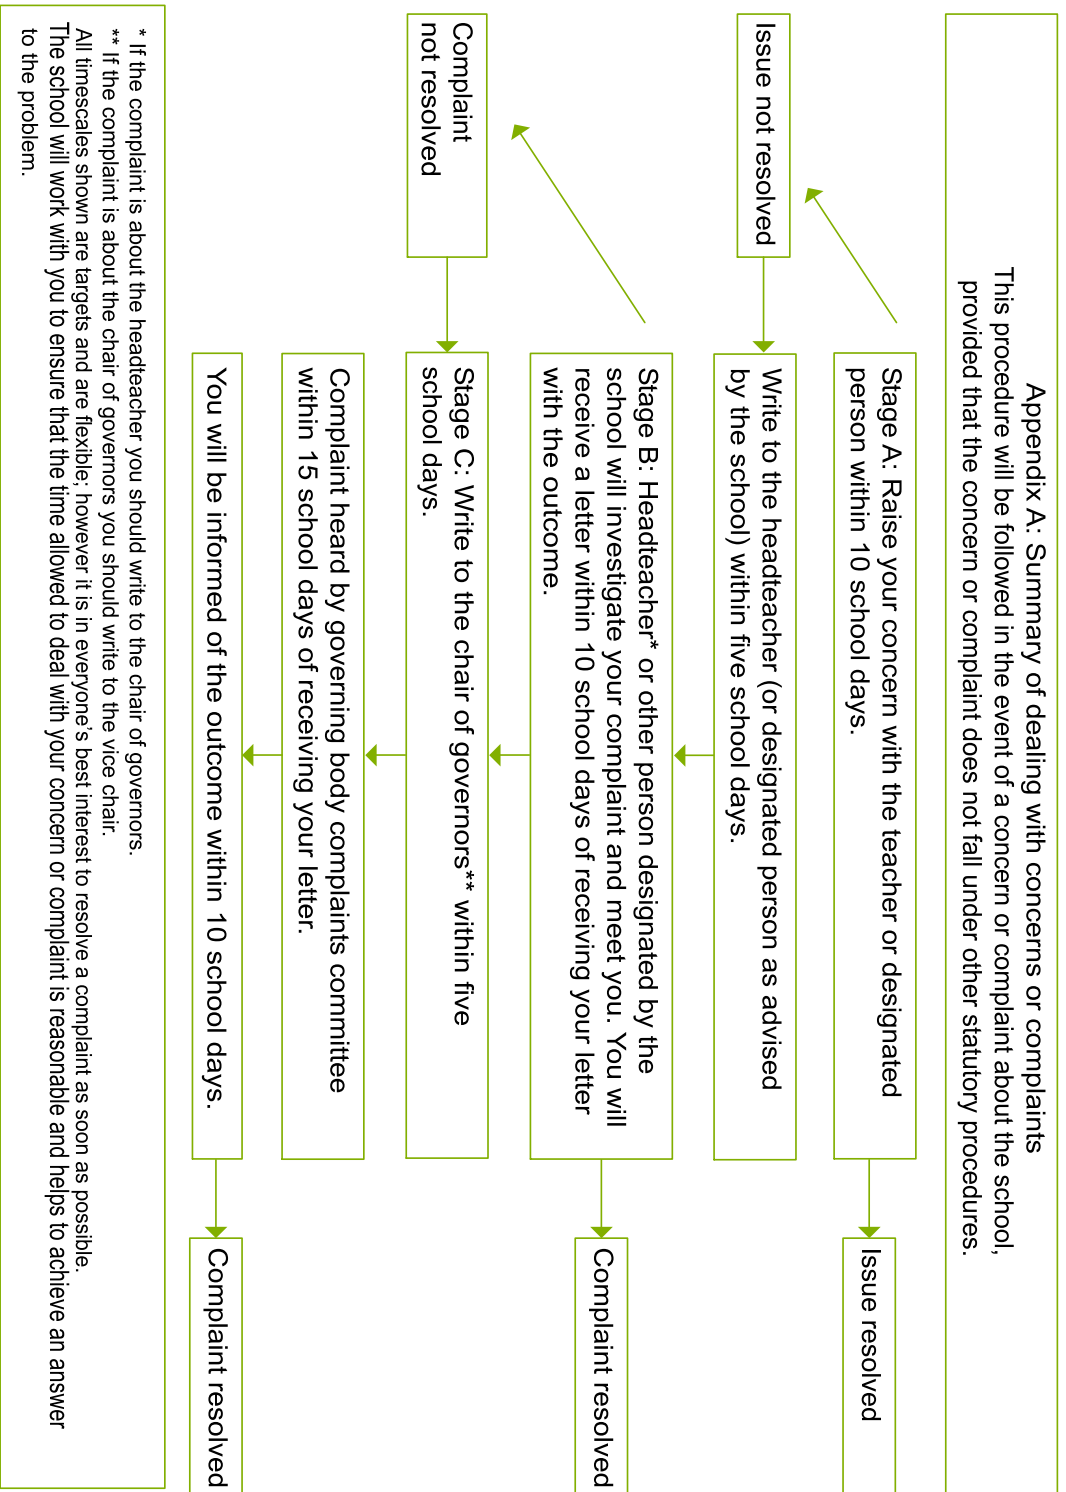 Appendix A: Summary of dealing with concerns or complaints
This procedure will be followed in the event of a concern or complaint about the school,
provided that the concern or complaint does not fall under other statutory procedures.
Stage A: Raise your concern with the teacher or designated
person within 10 school days.
Issue resolved
Issue not resolved
Write to the headteacher (or designated person as advised
by the school) within five school days.
Stage B: Headteacher* or other person designated by the
school will investigate your complaint and meet you. You will
receive a letter within 10 school days of receiving your letter
with the outcome.
Complaint resolved
Complaint
not resolved
Stage C: Write to the chair of governors** within five
school days.
Complaint heard by governing body complaints committee
within 15 school days of receiving your letter.
You will be informed of the outcome within 10 school days.
Complaint resolved
* If the complaint is about the headteacher you should write to the chair of governors.
** If the complaint is about the chair of governors you should write to the vice chair.
All timescales shown are targets and are flexible; however it is in everyone’s best interest to resolve a complaint as soon as possible.
The school will work with you to ensure that the time allowed to deal with your concern or complaint is reasonable and helps to achieve an answer
to the problem.